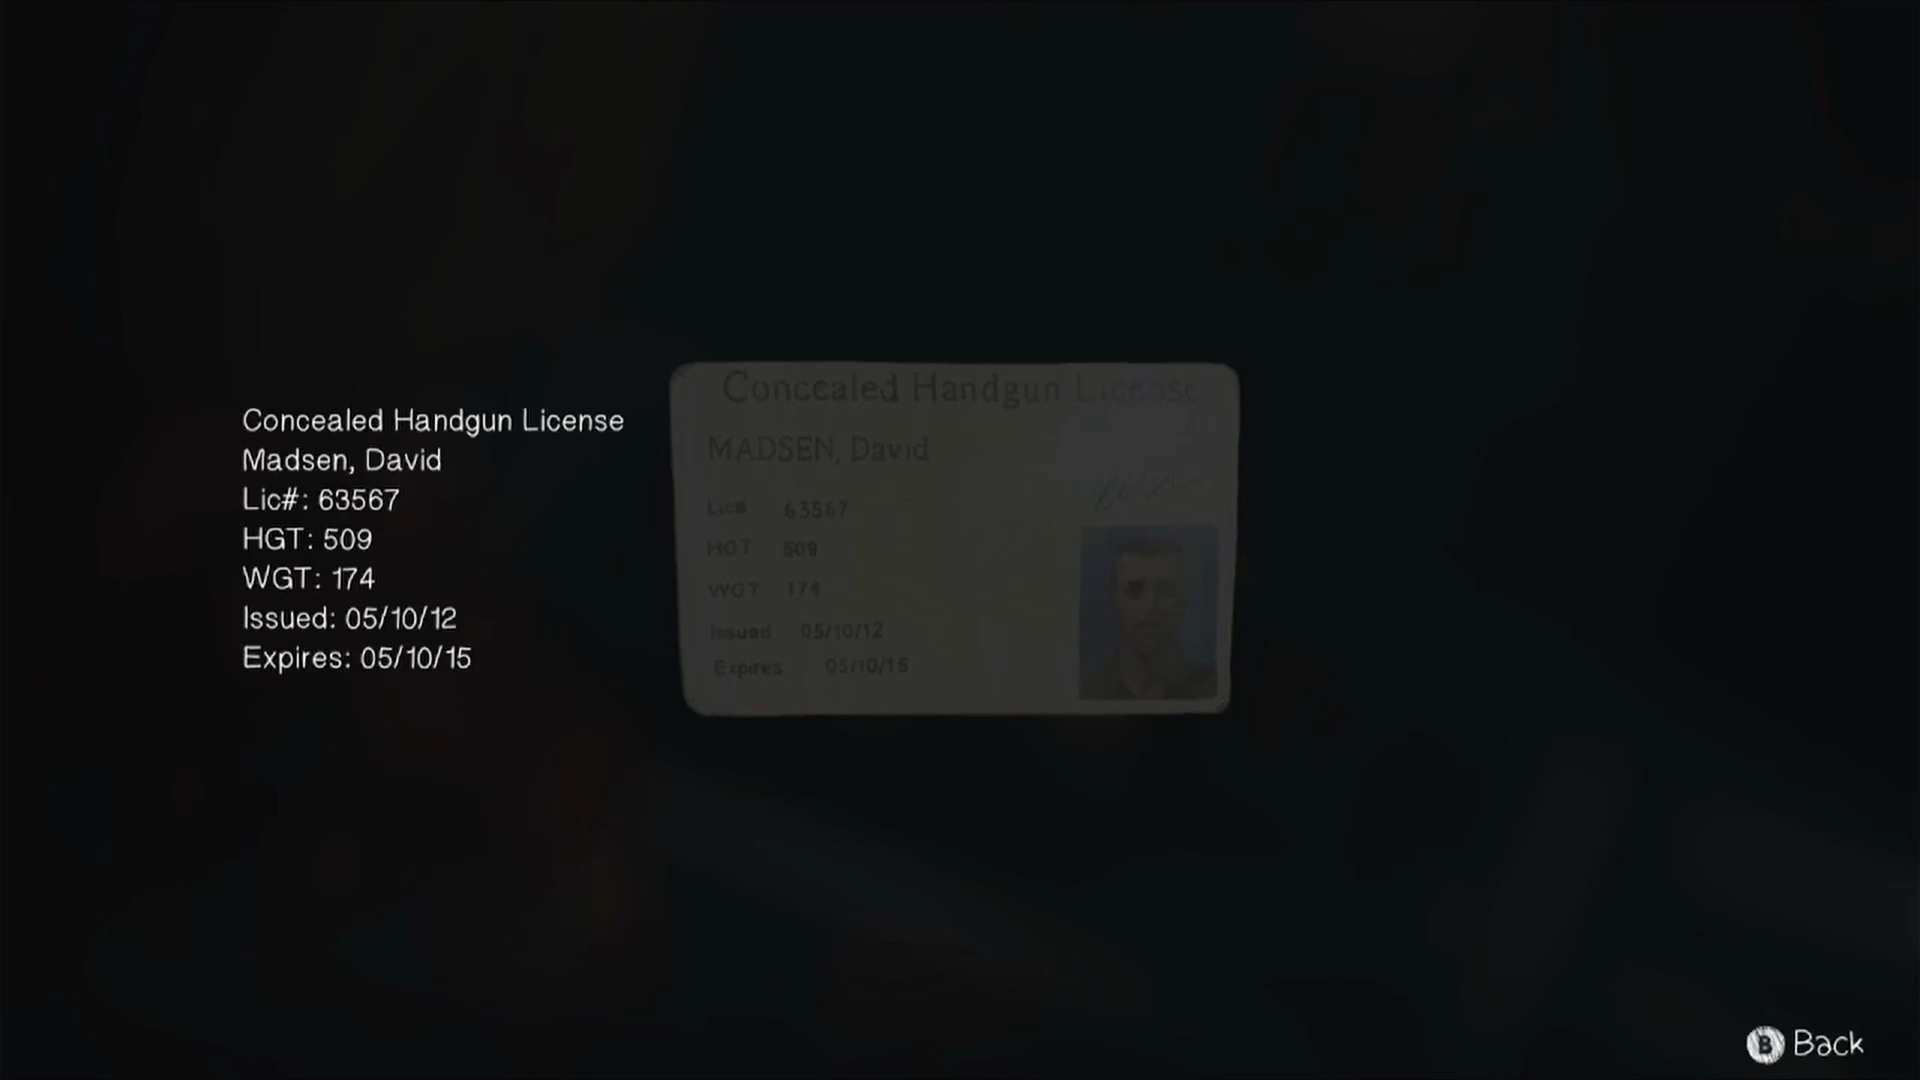 Concealed Handgun License
Madsen, David
Lic#: 63567
HGT: 509
WGT: 174
Issued: 05/10/12
Expires: 05/10/15
Concealed Handgun License
MADSEN, David
Lic# 63567
HGT 509
WGT 174
Issued 05/10/12
Expires 05/10/15
B Back